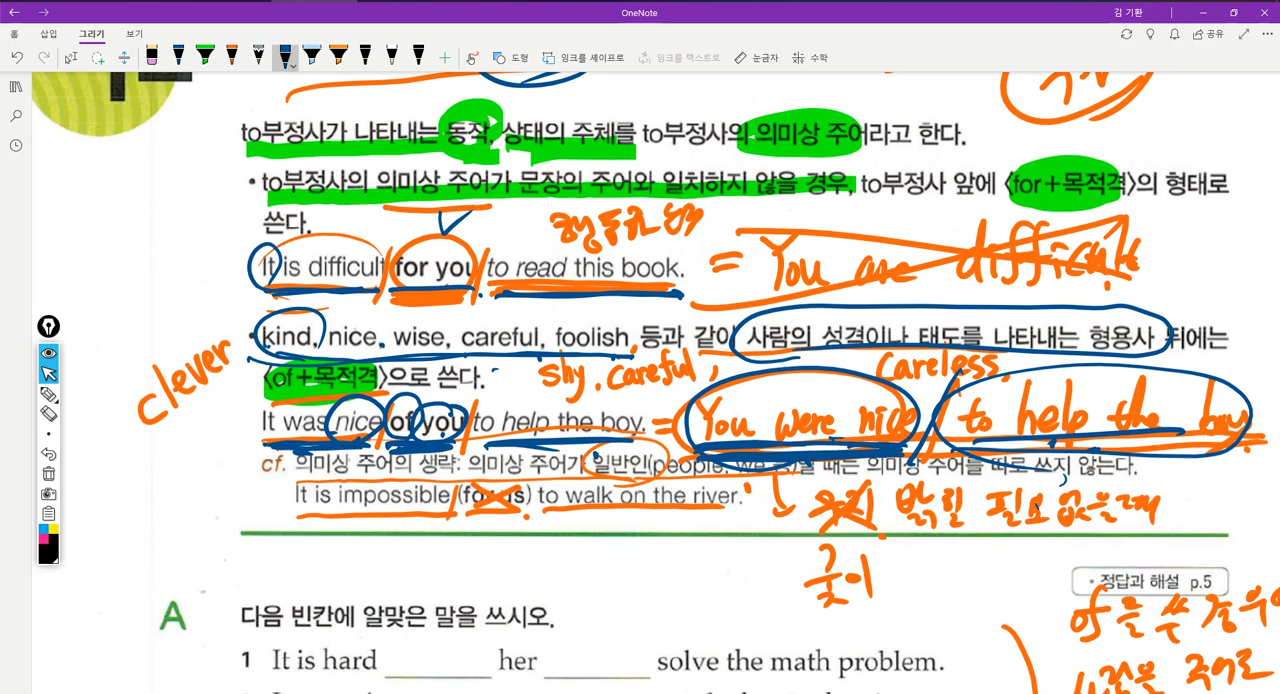 OneNote
김 기환
홈 삽입 그리기 보기
공유
도형 잉크를 셰이프로 잉크를 텍스트로 눈금자 수학
to부정사가 나타내는 동작, 상태의 주체를 to부정사의 의미상 주어라고 한다.
• to부정사의 의미상 주어가 문장의 주어와 일치하지 않을 경우, to부정사 앞에 〈for+목적격〉의 형태로
쓴다.
It is difficult for you to read this book. = You are difficult
• kind, nice, wise, careful, foolish 등과 같이 사람의 성격이나 태도를 나타내는 형용사 뒤에는
clever
〈of+목적격〉으로 쓴다. shy, careful, careless.
It was nice of you to help the boy. = You were nice to help the boy
cf. 의미상 주어의 생략: 의미상 주어가 일반인(people, we 때는 의미상 주어를 따로 쓰지 않는다.
It is impossible (for us) to walk on the river.
밝힐 필요 없을 때
굳이
• 정답과 해설 p.5
A 다음 빈칸에 알맞은 말을 쓰시오.
of를 쓴 경우
1 It is hard ________ her ________ solve the math problem.
주어로